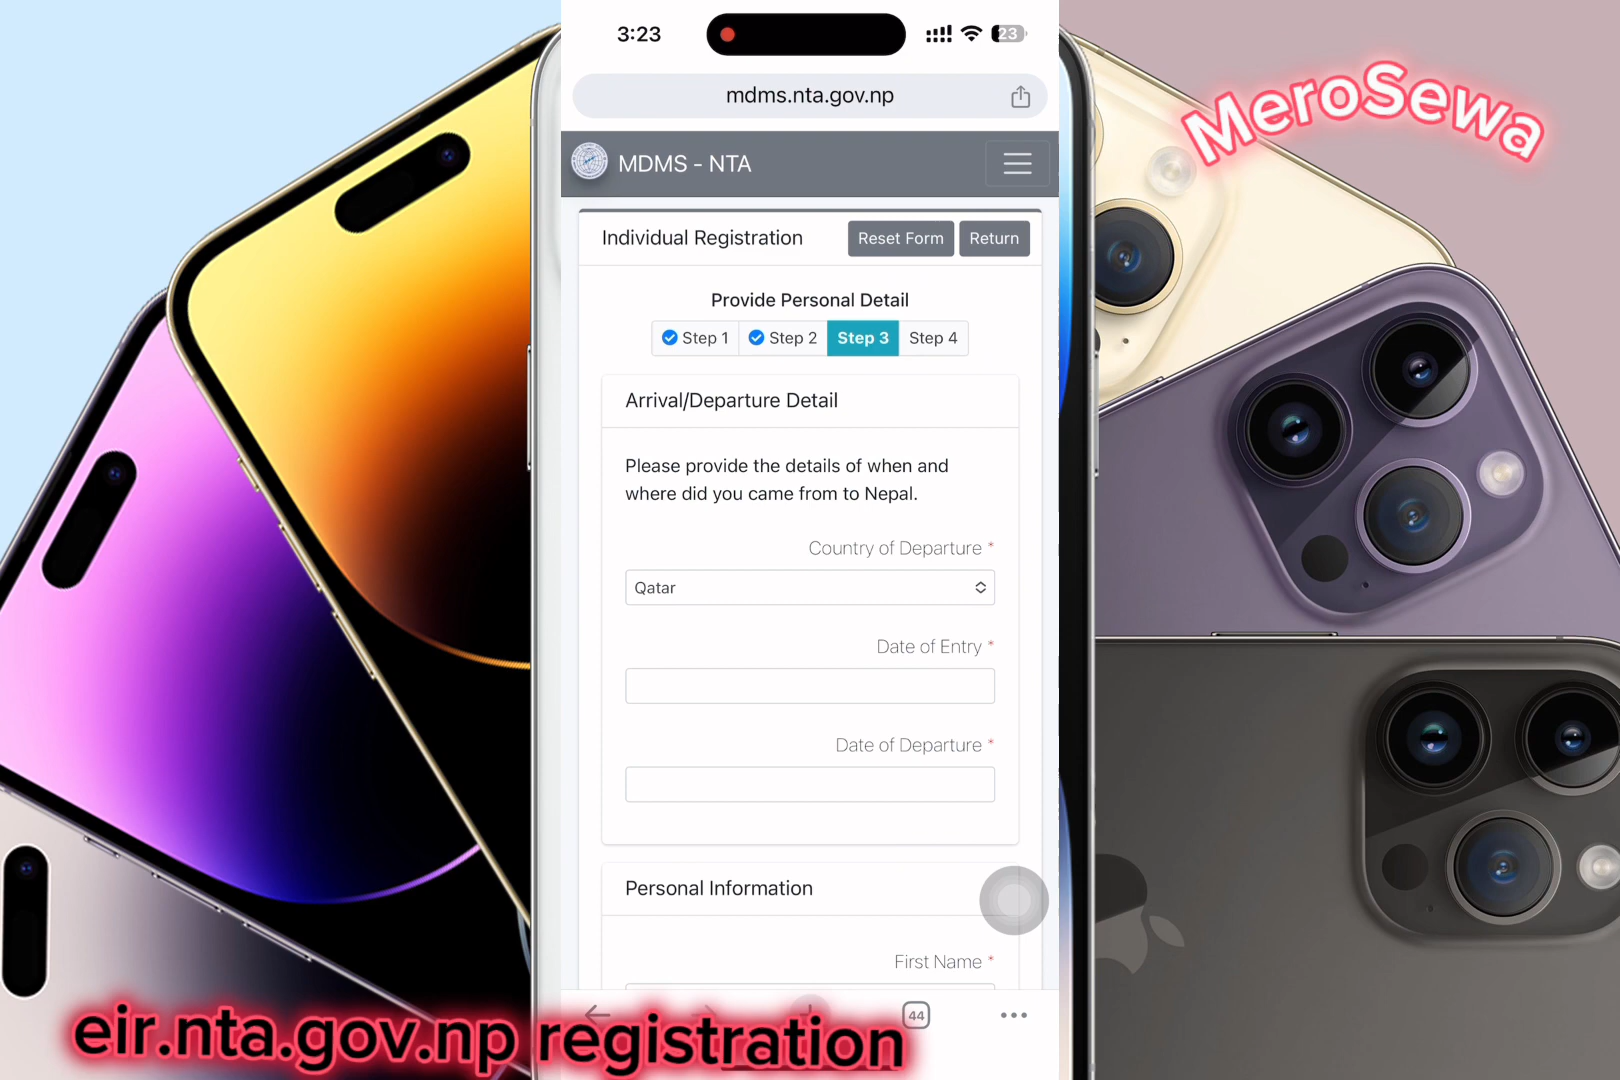 3:23
23
mdms.nta.gov.np
MeroSewa
MDMS - NTA
Individual Registration
Reset Form
Return
Provide Personal Detail
Step 1
Step 2
Step 3
Step 4
Arrival/Departure Detail
Please provide the details of when and
where did you came from to Nepal.
Country of Departure *
Qatar
Date of Entry *
Date of Departure *
Personal Information
First Name *
44
eir.nta.gov.np registration